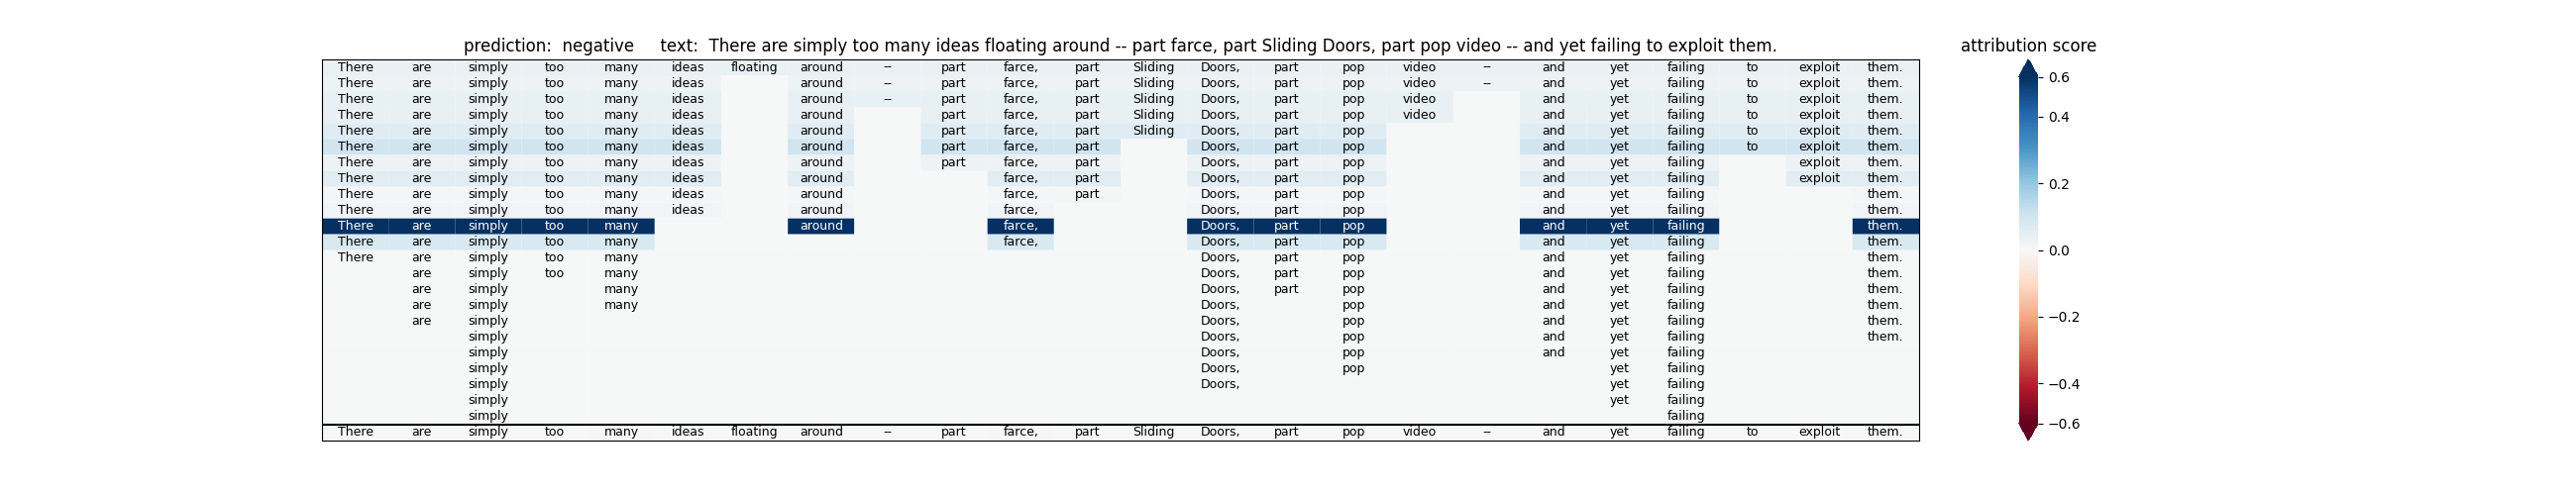 prediction:  negative     text:  There are simply too many ideas floating around -- part farce, part Sliding Doors, part pop video -- and yet failing to exploit them.
attribution score
There are simply too many ideas floating around -- part farce, part Sliding Doors, part pop video -- and yet failing to exploit them.
There are simply too many ideas around -- part farce, part Sliding Doors, part pop video -- and yet failing to exploit them.
There are simply too many ideas around -- part farce, part Sliding Doors, part pop video and yet failing to exploit them.
There are simply too many ideas around part farce, part Sliding Doors, part pop video and yet failing to exploit them.
There are simply too many ideas around part farce, part Sliding Doors, part pop and yet failing to exploit them.
There are simply too many ideas around part farce, part Doors, part pop and yet failing to exploit them.
There are simply too many ideas around part farce, part Doors, part pop and yet failing exploit them.
There are simply too many ideas around farce, part Doors, part pop and yet failing exploit them.
There are simply too many ideas around farce, part Doors, part pop and yet failing them.
There are simply too many ideas around farce, Doors, part pop and yet failing them.
There are simply too many around farce, Doors, part pop and yet failing them.
There are simply too many farce, Doors, part pop and yet failing them.
There are simply too many Doors, part pop and yet failing them.
are simply too many Doors, part pop and yet failing them.
are simply many Doors, part pop and yet failing them.
are simply many Doors, pop and yet failing them.
are simply Doors, pop and yet failing them.
simply Doors, pop and yet failing them.
simply Doors, pop and yet failing
simply Doors, pop yet failing
simply Doors, yet failing
simply yet failing
simply failing
There are simply too many ideas floating around -- part farce, part Sliding Doors, part pop video -- and yet failing to exploit them.
0.6
0.4
0.2
0.0
−0.2
−0.4
−0.6